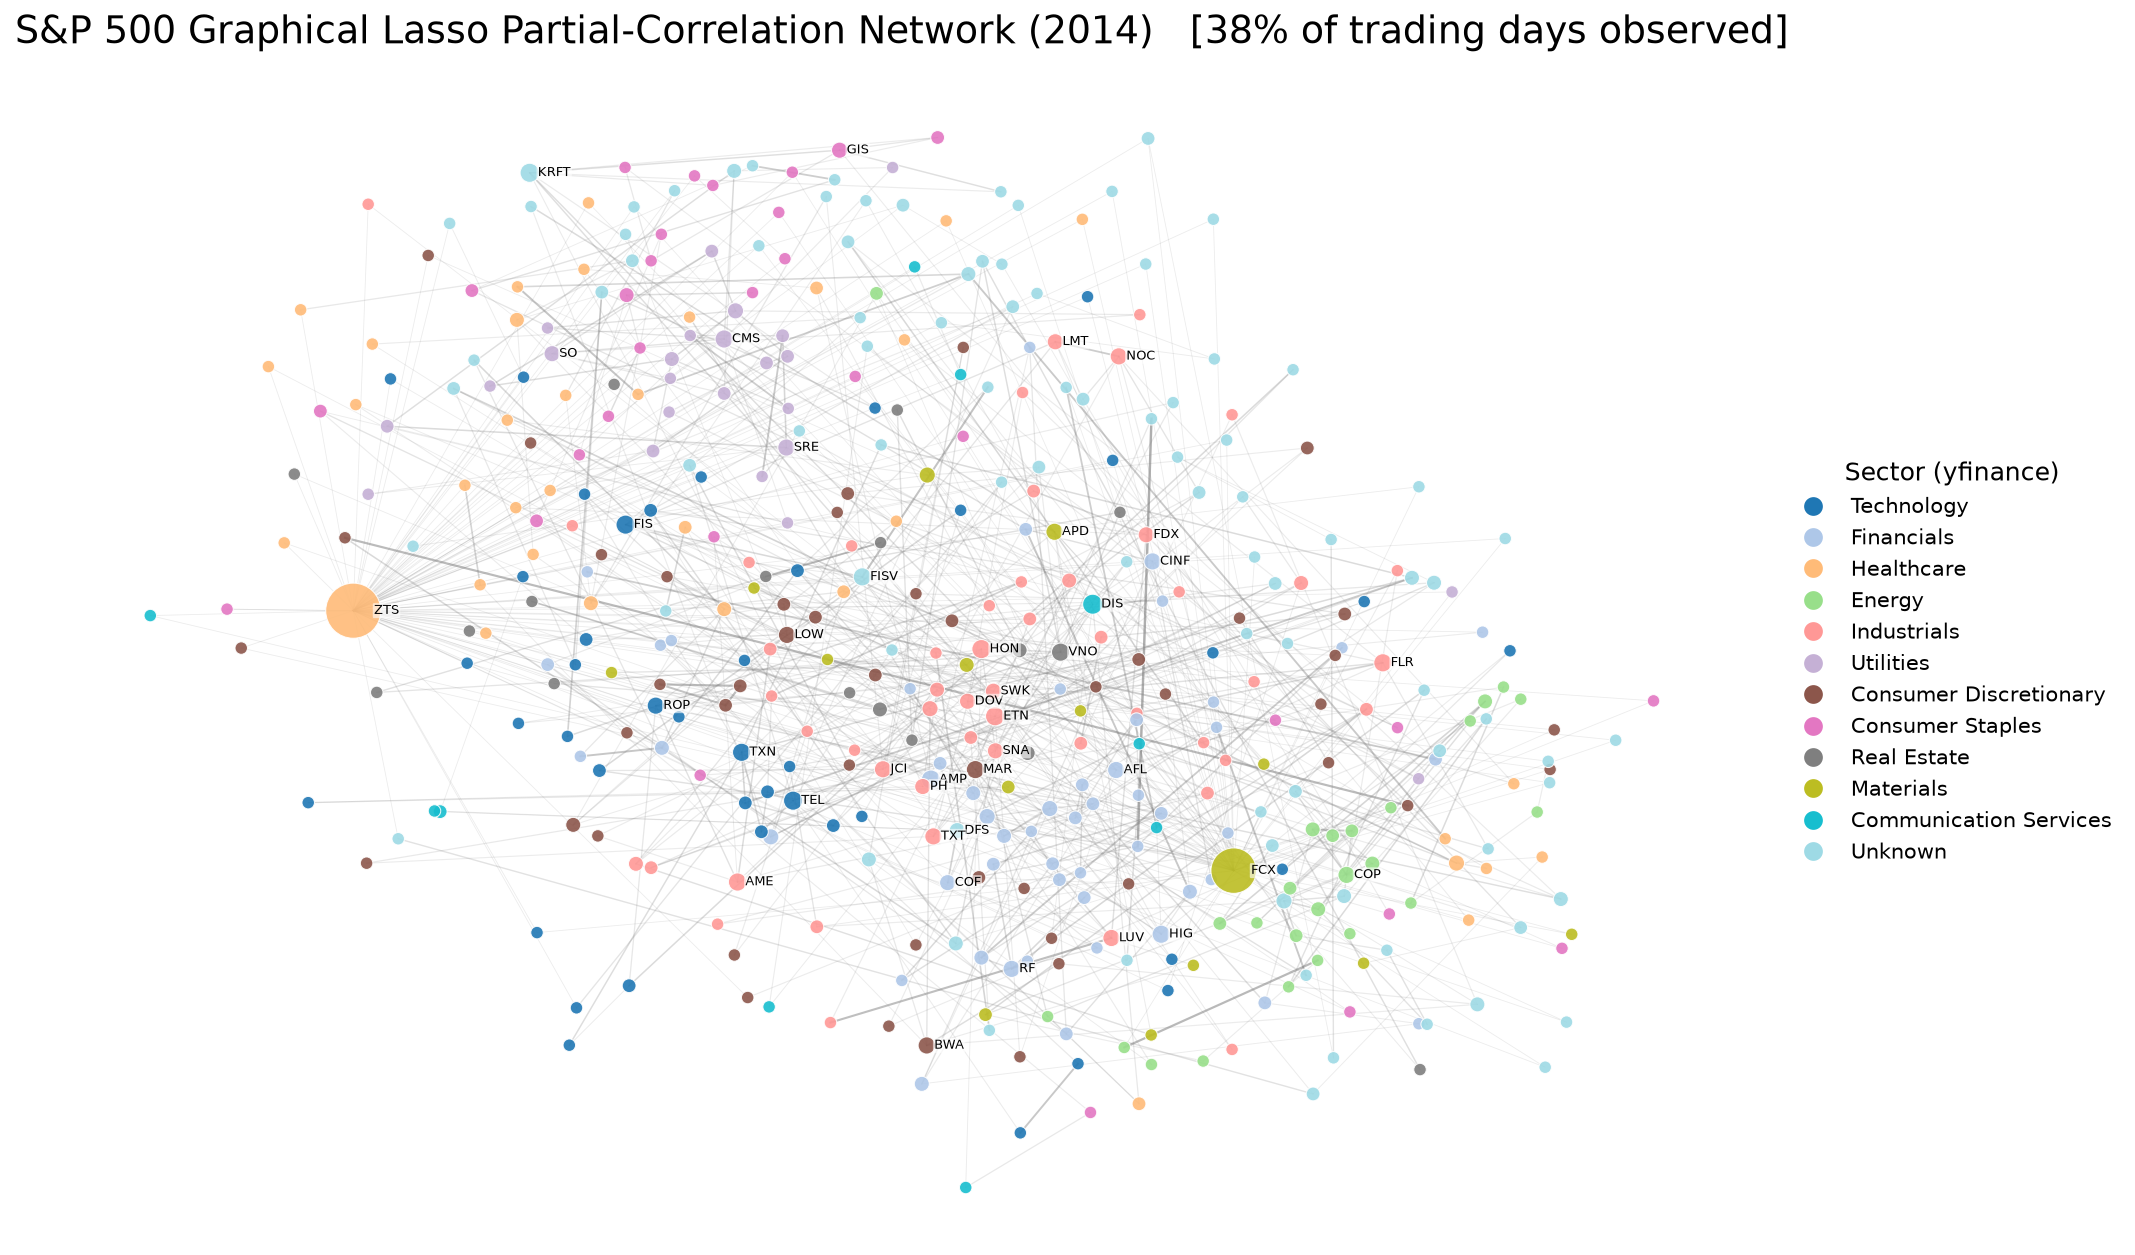 S&P 500 Graphical Lasso Partial-Correlation Network (2014)   [38% of trading days observed]
GIS
KRFT
LMT
CMS
NOC
SO
SRE
Sector (yfinance)
Technology
FIS
APD
FDX
Financials
CINF
Healthcare
FISV
Energy
DIS
ZTS
Industrials
LOW
HON
VNO
FLR
Utilities
SWK
Consumer Discretionary
DOV
ROP
ETN
Consumer Staples
SNA
TXN
Real Estate
JCI
MAR
AFL
AMP
PH
Materials
TEL
Communication Services
DFS
TXT
Unknown
FCX
COP
AME
COF
HIG
LUV
RF
BWA